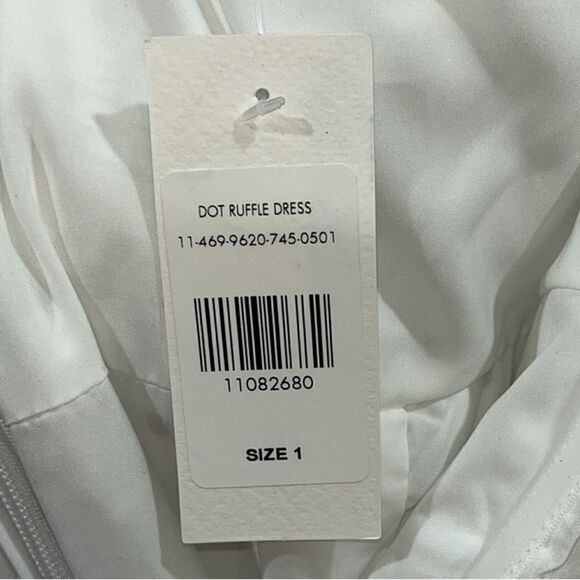 DOT RUFFLE DRESS
11-469-9620-745-0501
11082680
SIZE 1